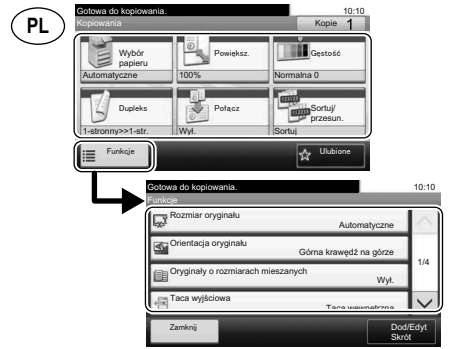 PL
Gotowa do kopiowania. 10:10
Kopiowania Kopie 1
Wybór papieru
Automatyczne
Powiększ.
100%
Gęstość
Normalna 0
Dupleks
1-stronny>>1-str.
Połącz
Wył.
Sortuj/
przesun.
Sortuj
Funkcje
Ulubione
Gotowa do kopiowania. 10:10
Funkcje
Rozmiar oryginału
Automatyczne
Orientacja oryginału
Górna krawędź na górze
Oryginały o rozmiarach mieszanych
Wył.
Taca wyjściowa
Taca wewnętrzna
1/4
Zamknij
Dod/Edyt
Skrót